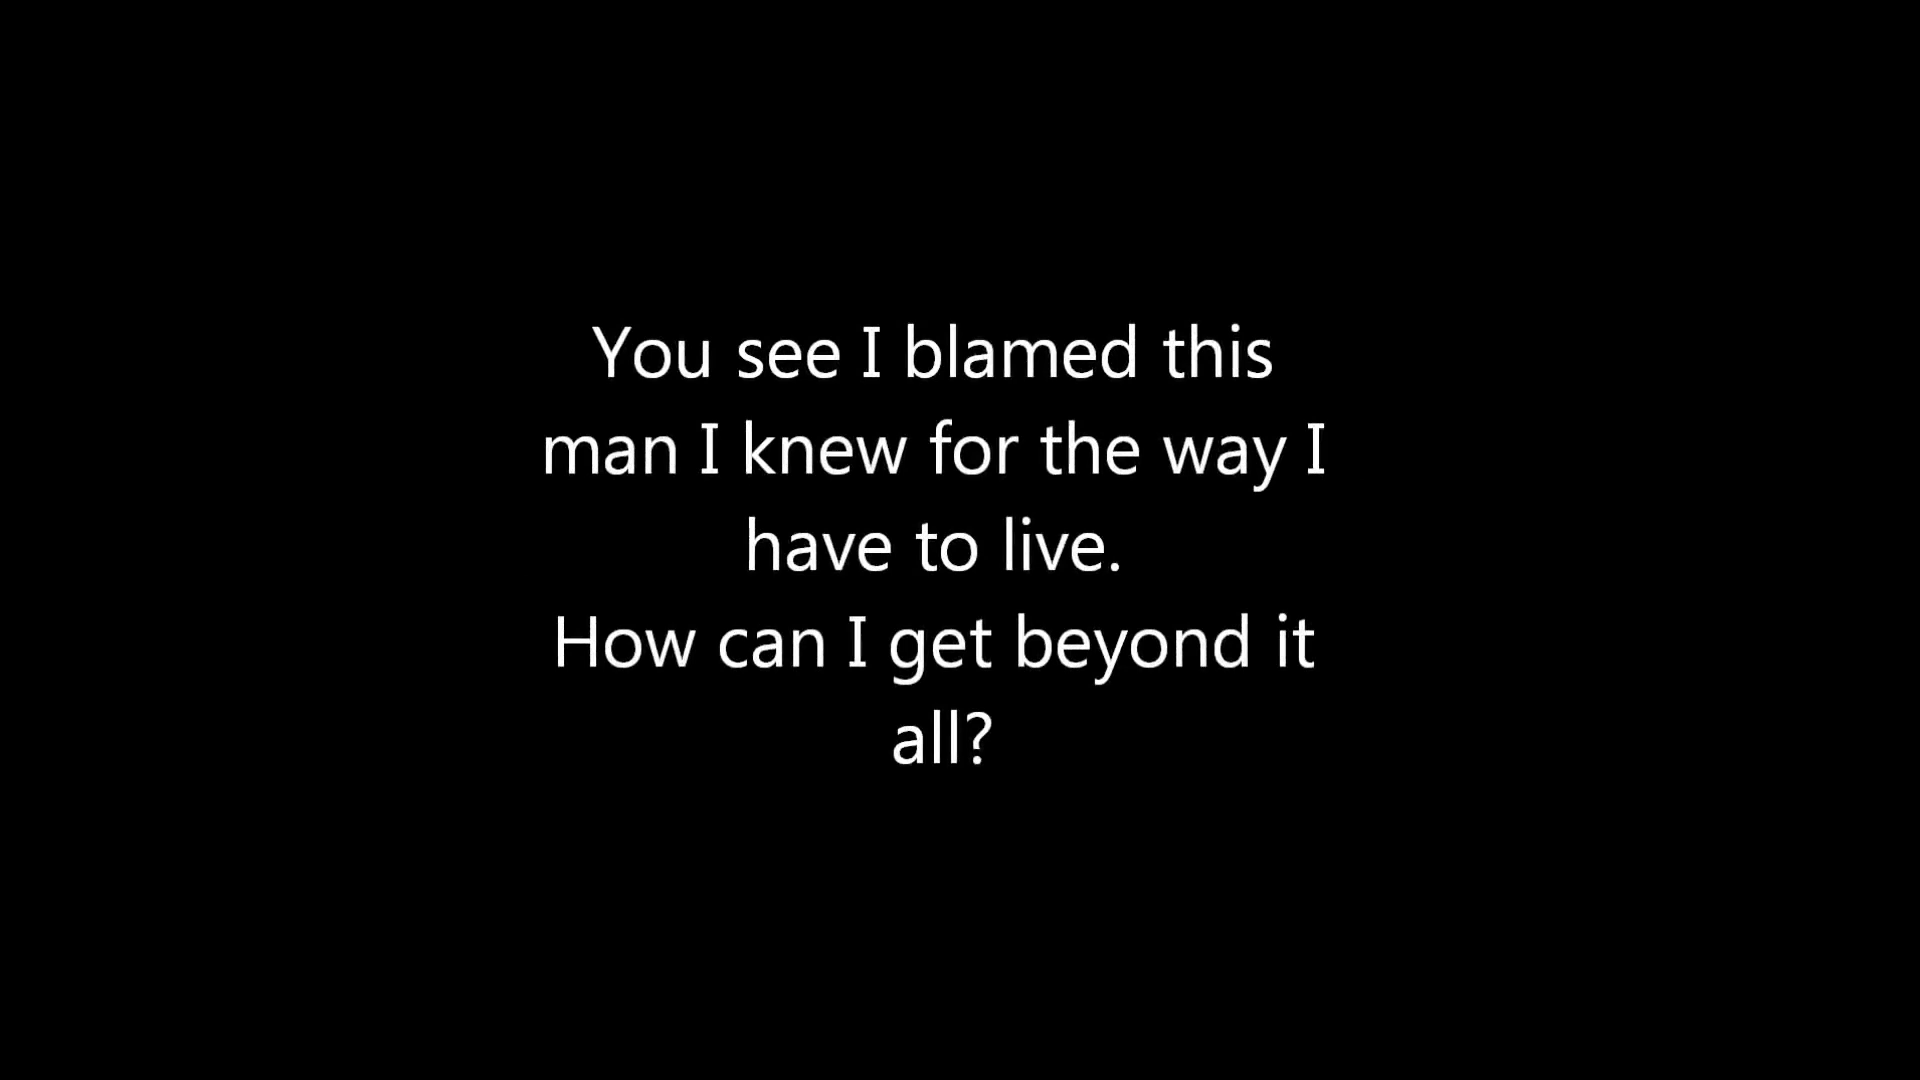 You see I blamed this
man I knew for the way I
have to live.
How can I get beyond it
all?